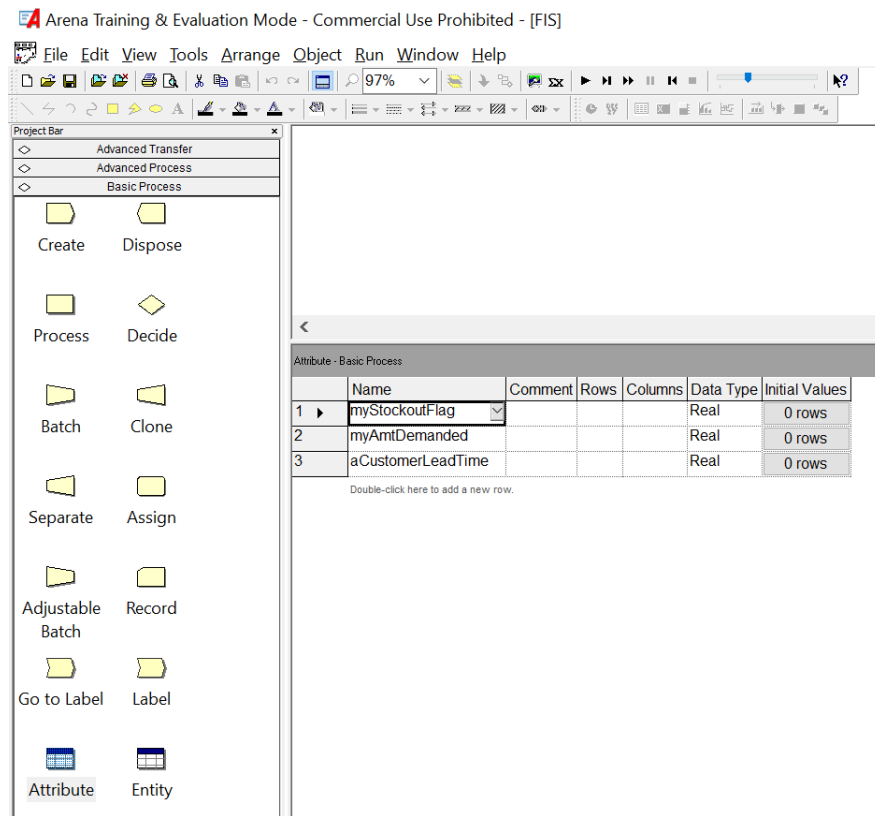 Arena Training & Evaluation Mode - Commercial Use Prohibited - [FIS]
File Edit View Tools Arrange Object Run Window Help
97%
Project Bar
Advanced Transfer
Advanced Process
Basic Process
Create Dispose
Process Decide
Batch Clone
Separate Assign
Adjustable Batch Record
Go to Label Label
Attribute Entity
Attribute - Basic Process
Name Comment Rows Columns Data Type Initial Values
1 myStockoutFlag Real 0 rows
2 myAmtDemanded Real 0 rows
3 aCustomerLeadTime Real 0 rows
Double-click here to add a new row.